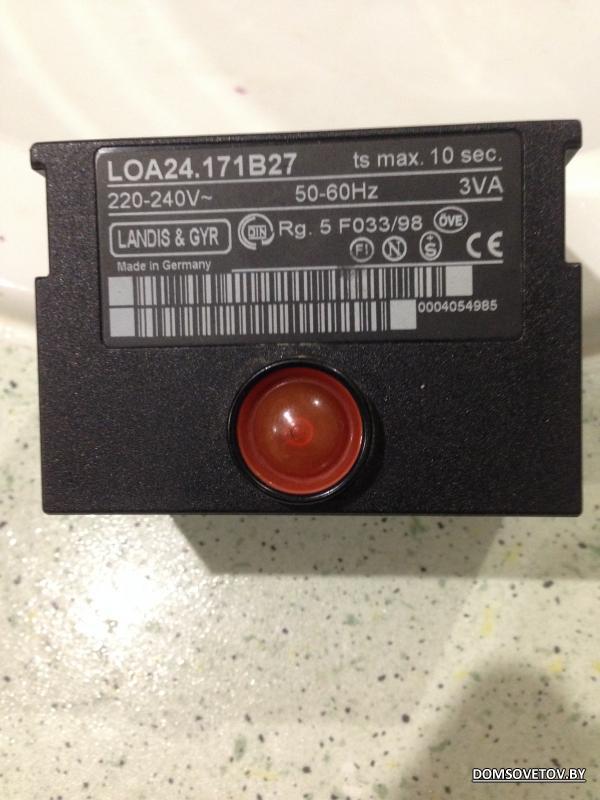 LOA24.171B27 ts max. 10 sec.
220-240V~ 50-60Hz 3VA
LANDIS & GYR DIN Rg. 5 F033/98 ÖVE
FI N +S CE
Made in Germany
0004054985
DOMSOVETOV.BY